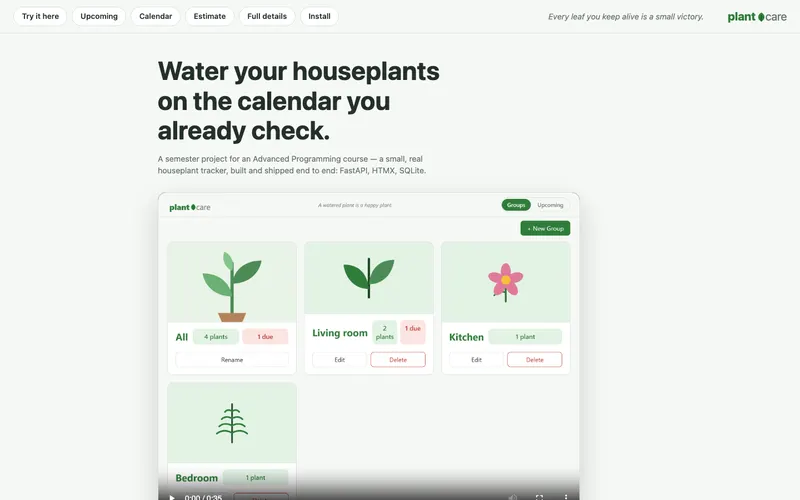 Try it here
Upcoming
Calendar
Estimate
Full details
Install
Every leaf you keep alive is a small victory.
plant care
Water your houseplants
on the calendar you
already check.
A semester project for an Advanced Programming course — a small, real
houseplant tracker, built and shipped end to end: FastAPI, HTMX, SQLite.
plant care
A watered plant is a happy plant.
Groups
Upcoming
+ New Group
All
4 plants
1 due
Rename
Living room
2
plants
1 due
Edit
Delete
Kitchen
1 plant
Edit
Delete
Bedroom
1 plant
0:00 / 0:35